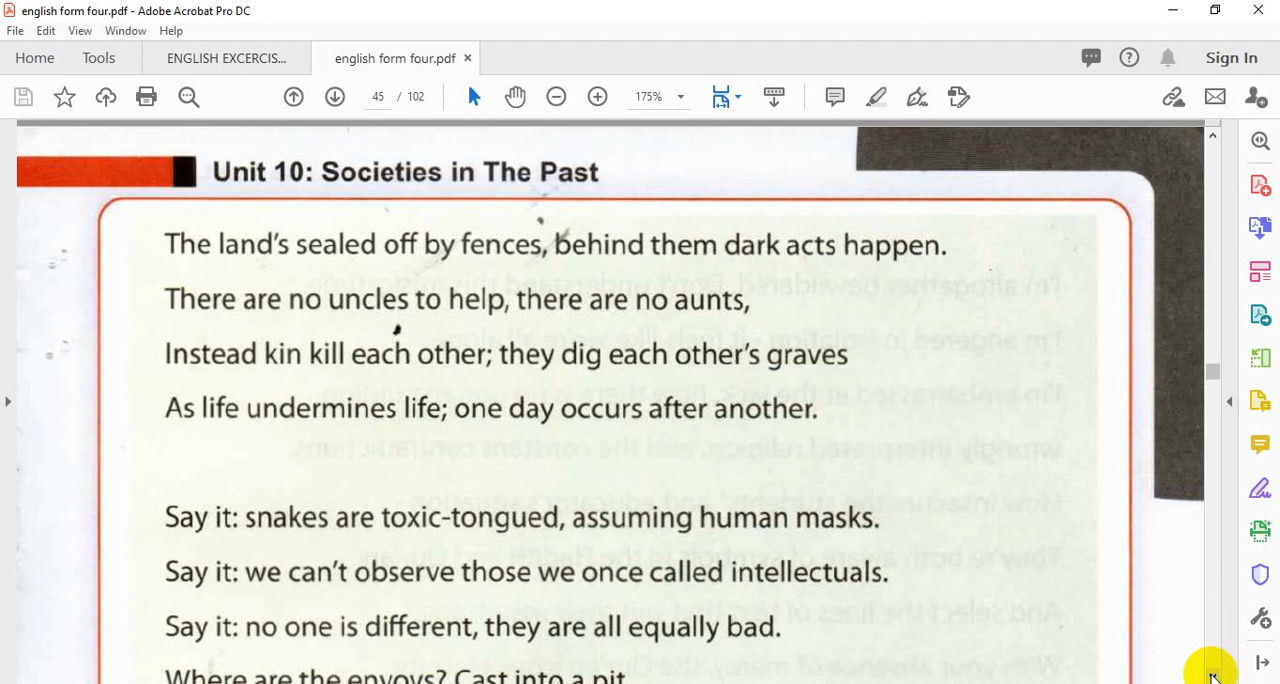 english form four.pdf - Adobe Acrobat Pro DC
File Edit View Window Help
Home Tools ENGLISH EXCERCIS... english form four.pdf × Sign In
45 / 102 175%
Unit 10: Societies in The Past
The land's sealed off by fences, behind them dark acts happen.
There are no uncles to help, there are no aunts,
Instead kin kill each other; they dig each other's graves
As life undermines life; one day occurs after another.
Say it: snakes are toxic-tongued, assuming human masks.
Say it: we can't observe those we once called intellectuals.
Say it: no one is different, they are all equally bad.
Where are the envoys? Cast into a pit